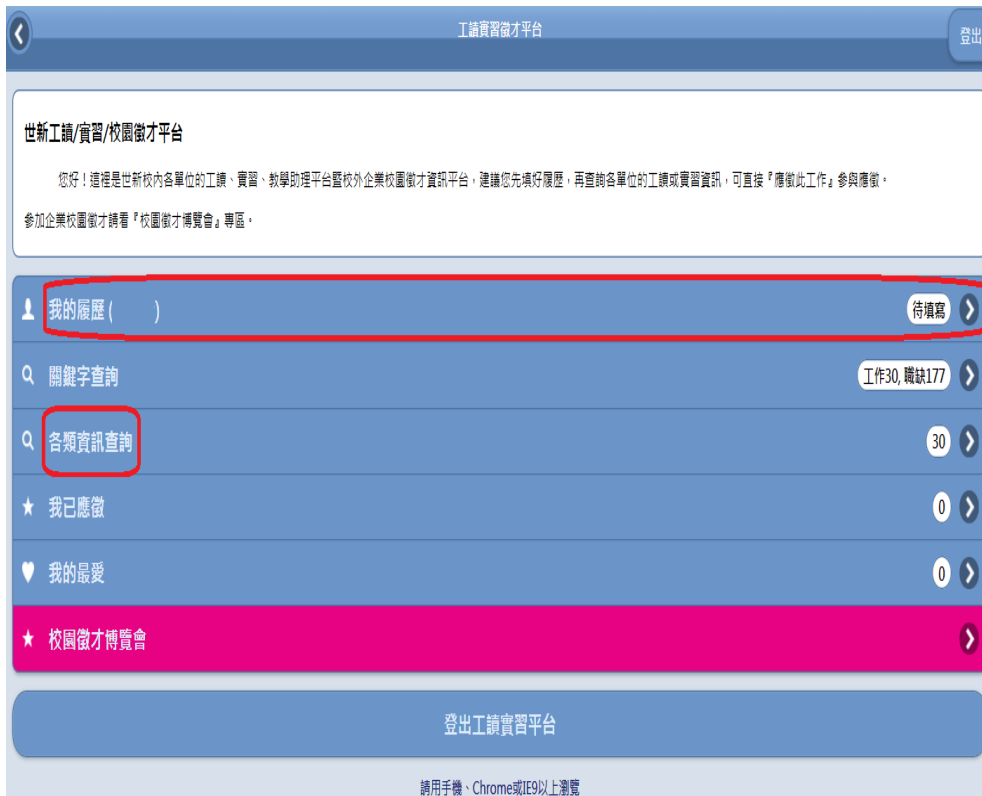 工讀實習徵才平台
登出
世新工讀/實習/校園徵才平台
您好！這裡是世新校內各單位的工讀、實習、教學助理平台暨校外企業校園徵才資訊平台，建議您先填好履歷，再查詢各單位的工讀或實習資訊，可直接『應徵此工作』參與應徵。
參加企業校園徵才請看『校園徵才博覽會』專區。
我的履歷 ( ) 待填寫
關鍵字查詢 工作30, 職缺177
各類資訊查詢 30
我已應徵 0
我的最愛 0
校園徵才博覽會
登出工讀實習平台
請用手機、Chrome或IE9以上瀏覽